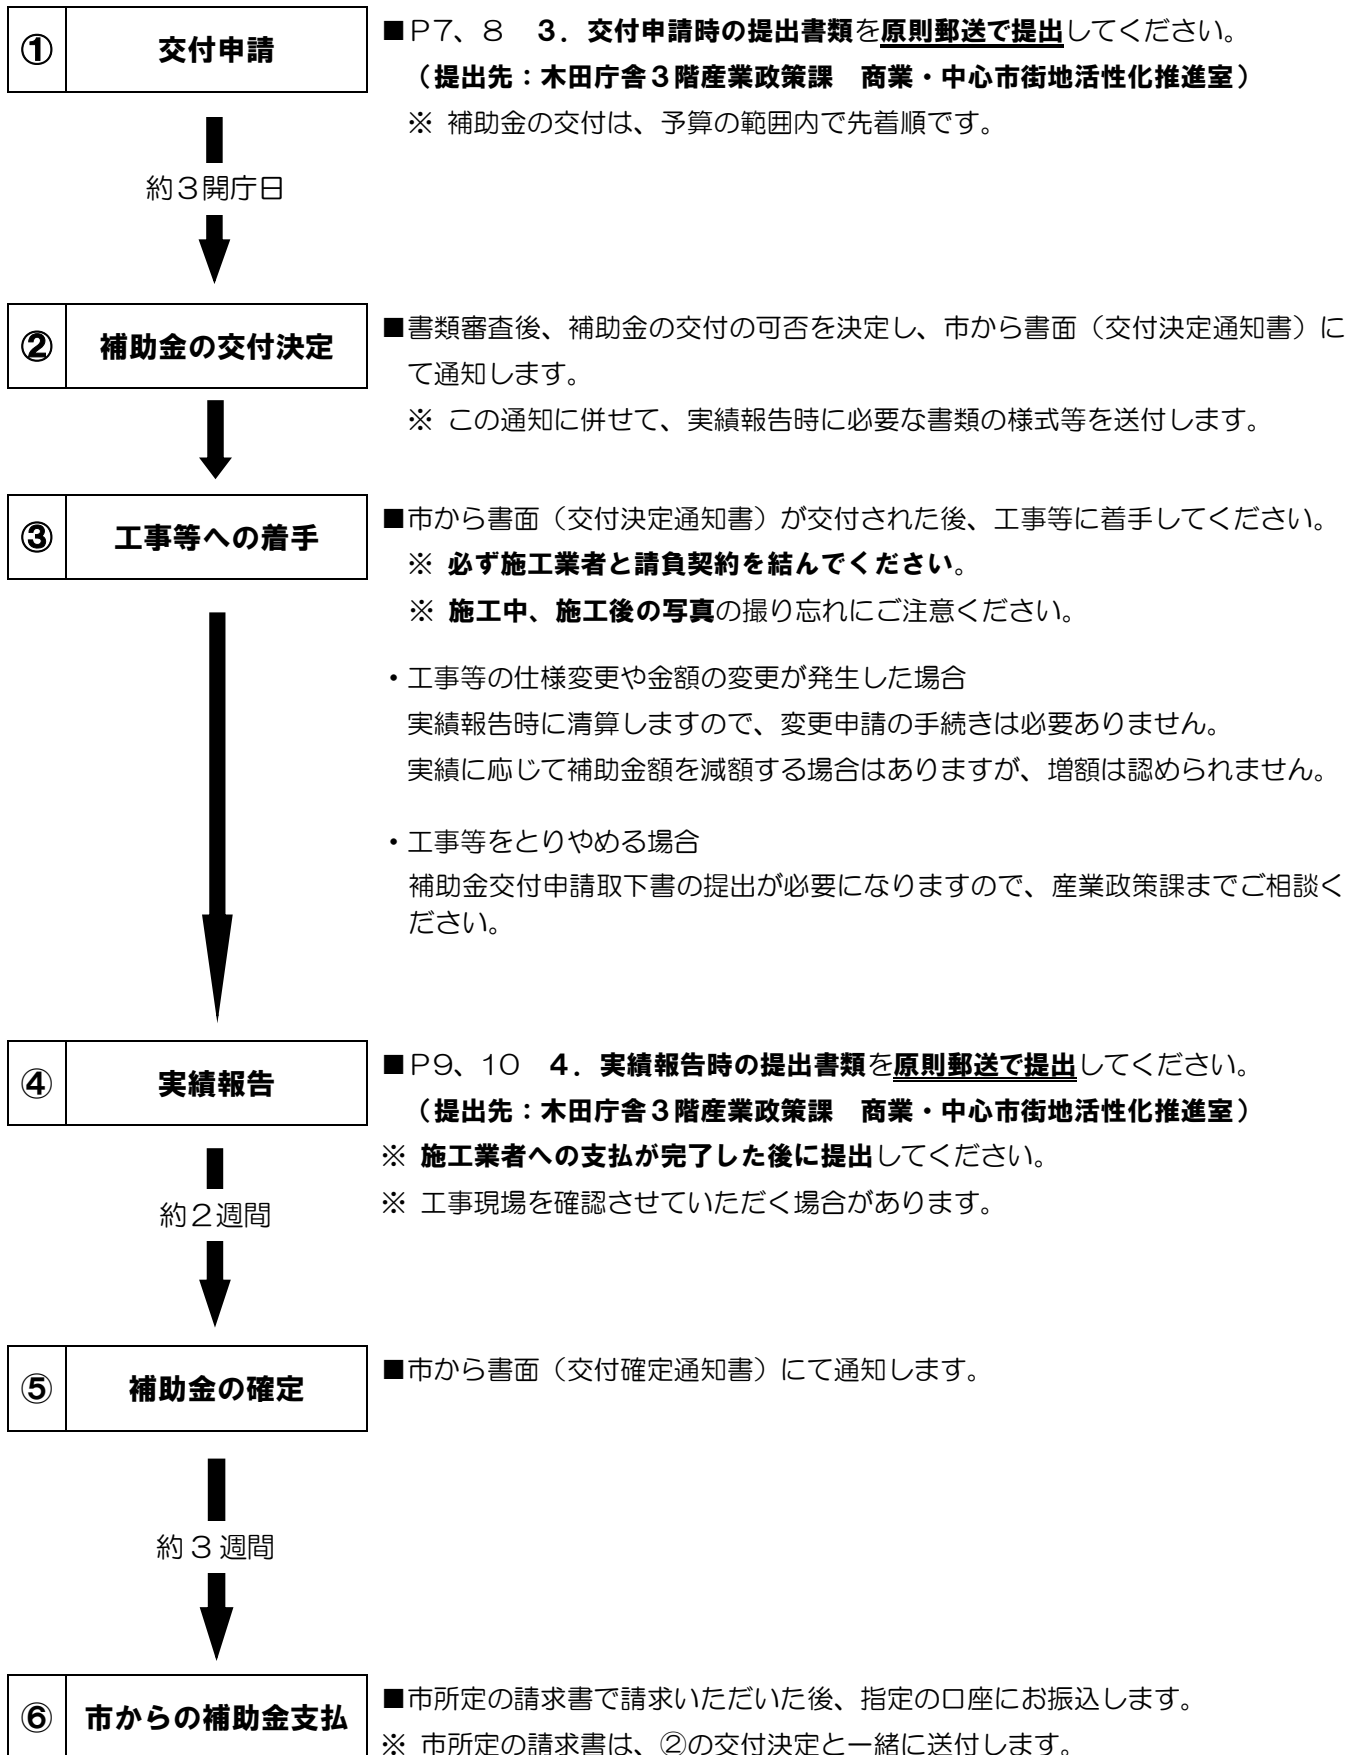 ① 交付申請
■P7、8　３．交付申請時の提出書類を原則郵送で提出してください。
（提出先：木田庁舎３階産業政策課　商業・中心市街地活性化推進室）
※ 補助金の交付は、予算の範囲内で先着順です。
約３開庁日
② 補助金の交付決定
■書類審査後、補助金の交付の可否を決定し、市から書面（交付決定通知書）に
て通知します。
※ この通知に併せて、実績報告時に必要な書類の様式等を送付します。
③ 工事等への着手
■市から書面（交付決定通知書）が交付された後、工事等に着手してください。
※ 必ず施工業者と請負契約を結んでください。
※ 施工中、施工後の写真の撮り忘れにご注意ください。
・工事等の仕様変更や金額の変更が発生した場合
実績報告時に清算しますので、変更申請の手続きは必要ありません。
実績に応じて補助金額を減額する場合はありますが、増額は認められません。
・工事等をとりやめる場合
補助金交付申請取下書の提出が必要になりますので、産業政策課までご相談く
ださい。
④ 実績報告
■P9、10　４．実績報告時の提出書類を原則郵送で提出してください。
（提出先：木田庁舎３階産業政策課　商業・中心市街地活性化推進室）
※ 施工業者への支払が完了した後に提出してください。
※ 工事現場を確認させていただく場合があります。
約２週間
⑤ 補助金の確定
■市から書面（交付確定通知書）にて通知します。
約３週間
⑥ 市からの補助金支払
■市所定の請求書で請求いただいた後、指定の口座にお振込します。
※ 市所定の請求書は、②の交付決定と一緒に送付します。